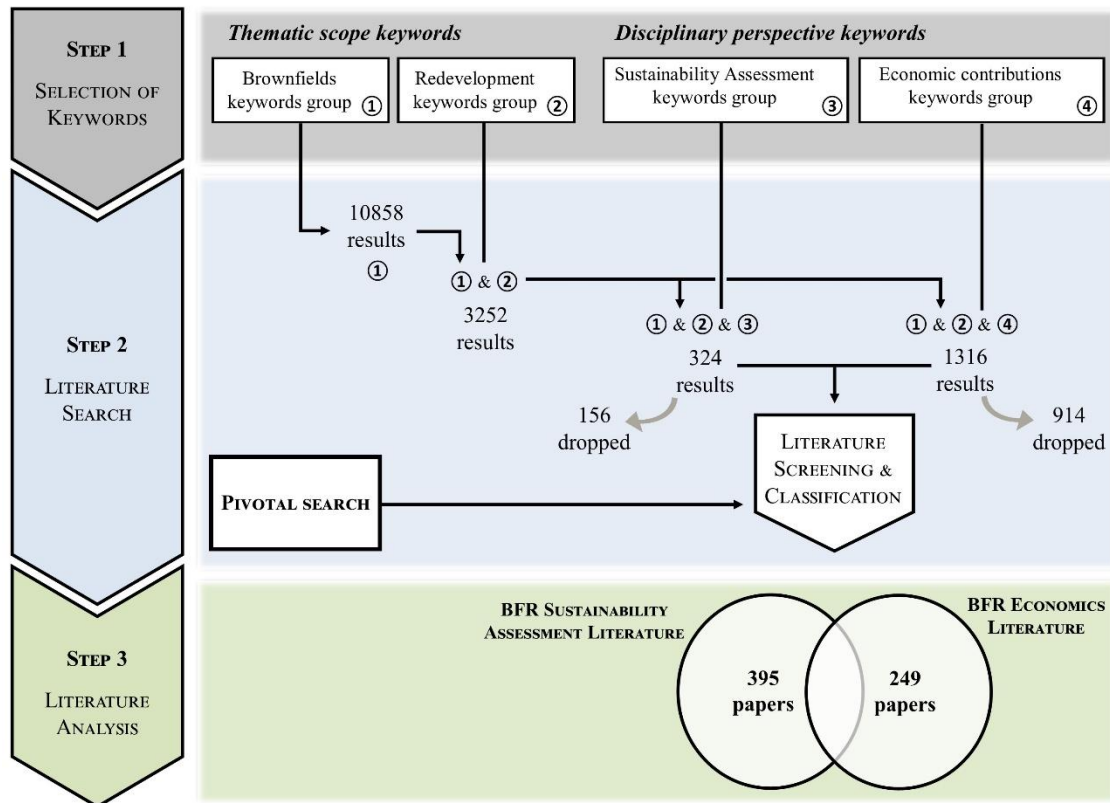 STEP 1
SELECTION OF
KEYWORDS
Thematic scope keywords
Disciplinary perspective keywords
Brownfields
keywords group ①
Redevelopment
keywords group ②
Sustainability Assessment
keywords group ③
Economic contributions
keywords group ④
STEP 2
LITERATURE
SEARCH
10858
results
①
① & ②
3252
results
① & ② & ③
324
results
① & ② & ④
1316
results
156
dropped
914
dropped
LITERATURE
SCREENING &
CLASSIFICATION
PIVOTAL SEARCH
STEP 3
LITERATURE
ANALYSIS
BFR SUSTAINABILITY
ASSESSMENT LITERATURE
BFR ECONOMICS
LITERATURE
395
papers
249
papers